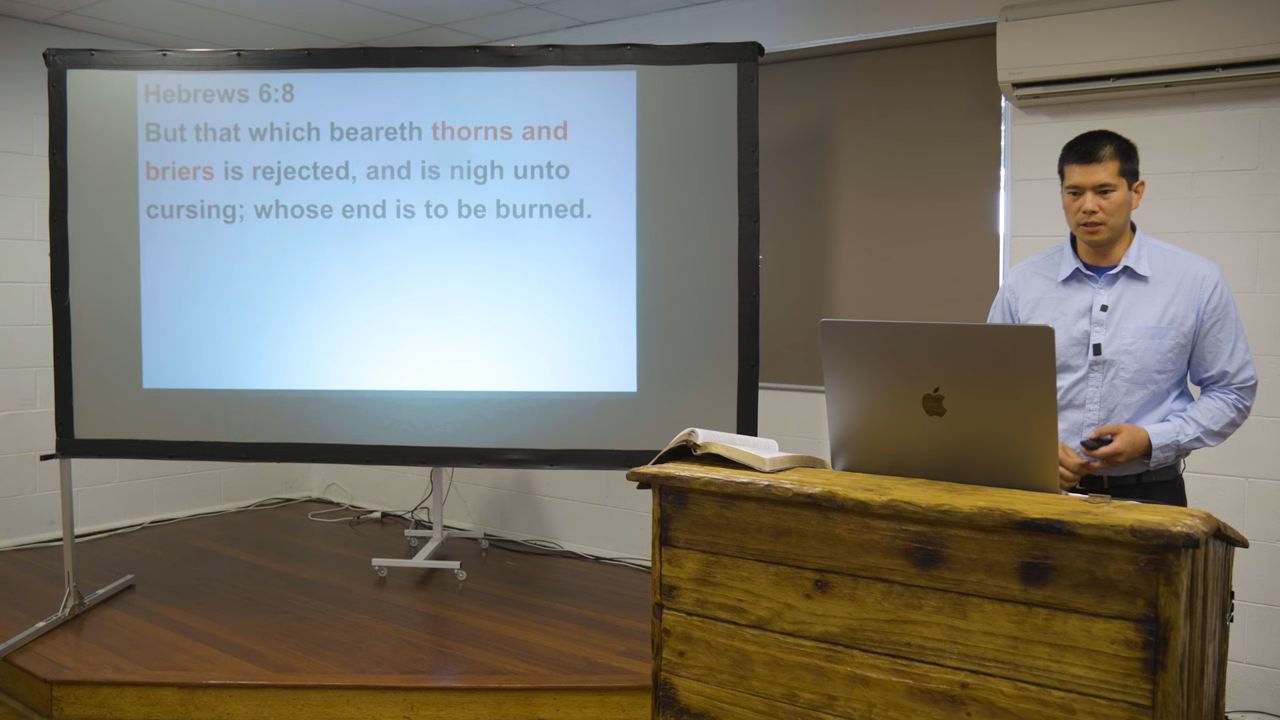 Hebrews 6:8
But that which beareth thorns and
briers is rejected, and is nigh unto
cursing; whose end is to be burned.